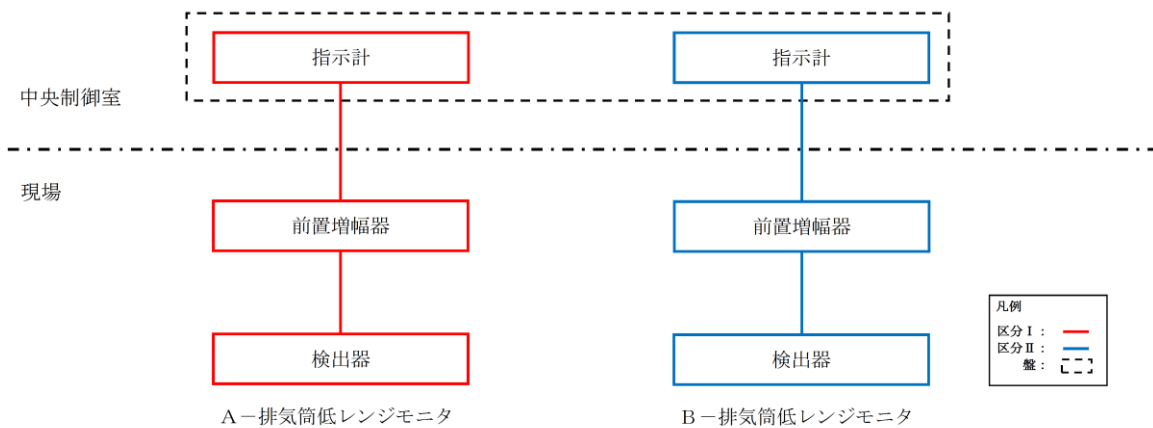 指示計
指示計
中央制御室
現場
前置増幅器
前置増幅器
検出器
検出器
凡例
区分Ⅰ：
区分Ⅱ：
盤：
A－排気筒低レンジモニタ
B－排気筒低レンジモニタ